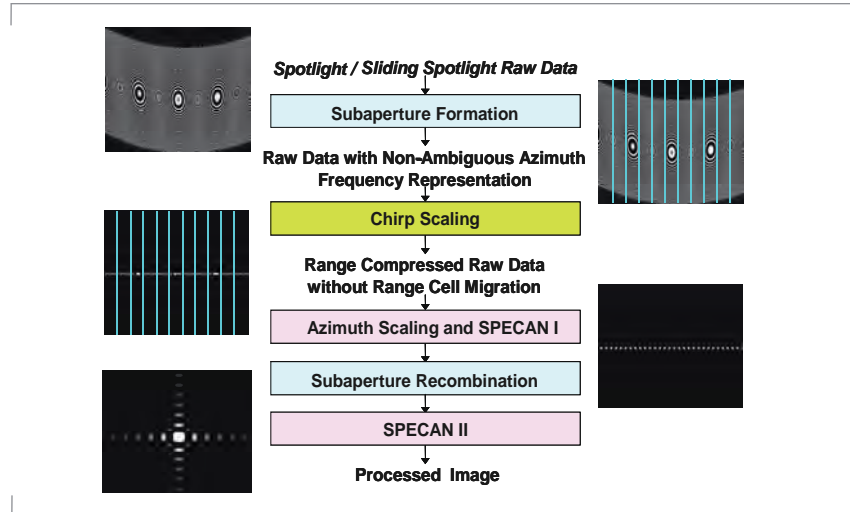 Spotlight / Sliding Spotlight Raw Data
Subaperture Formation
Raw Data with Non-Ambiguous Azimuth
Frequency Representation
Chirp Scaling
Range Compressed Raw Data
without Range Cell Migration
Azimuth Scaling and SPECAN I
Subaperture Recombination
SPECAN II
Processed Image